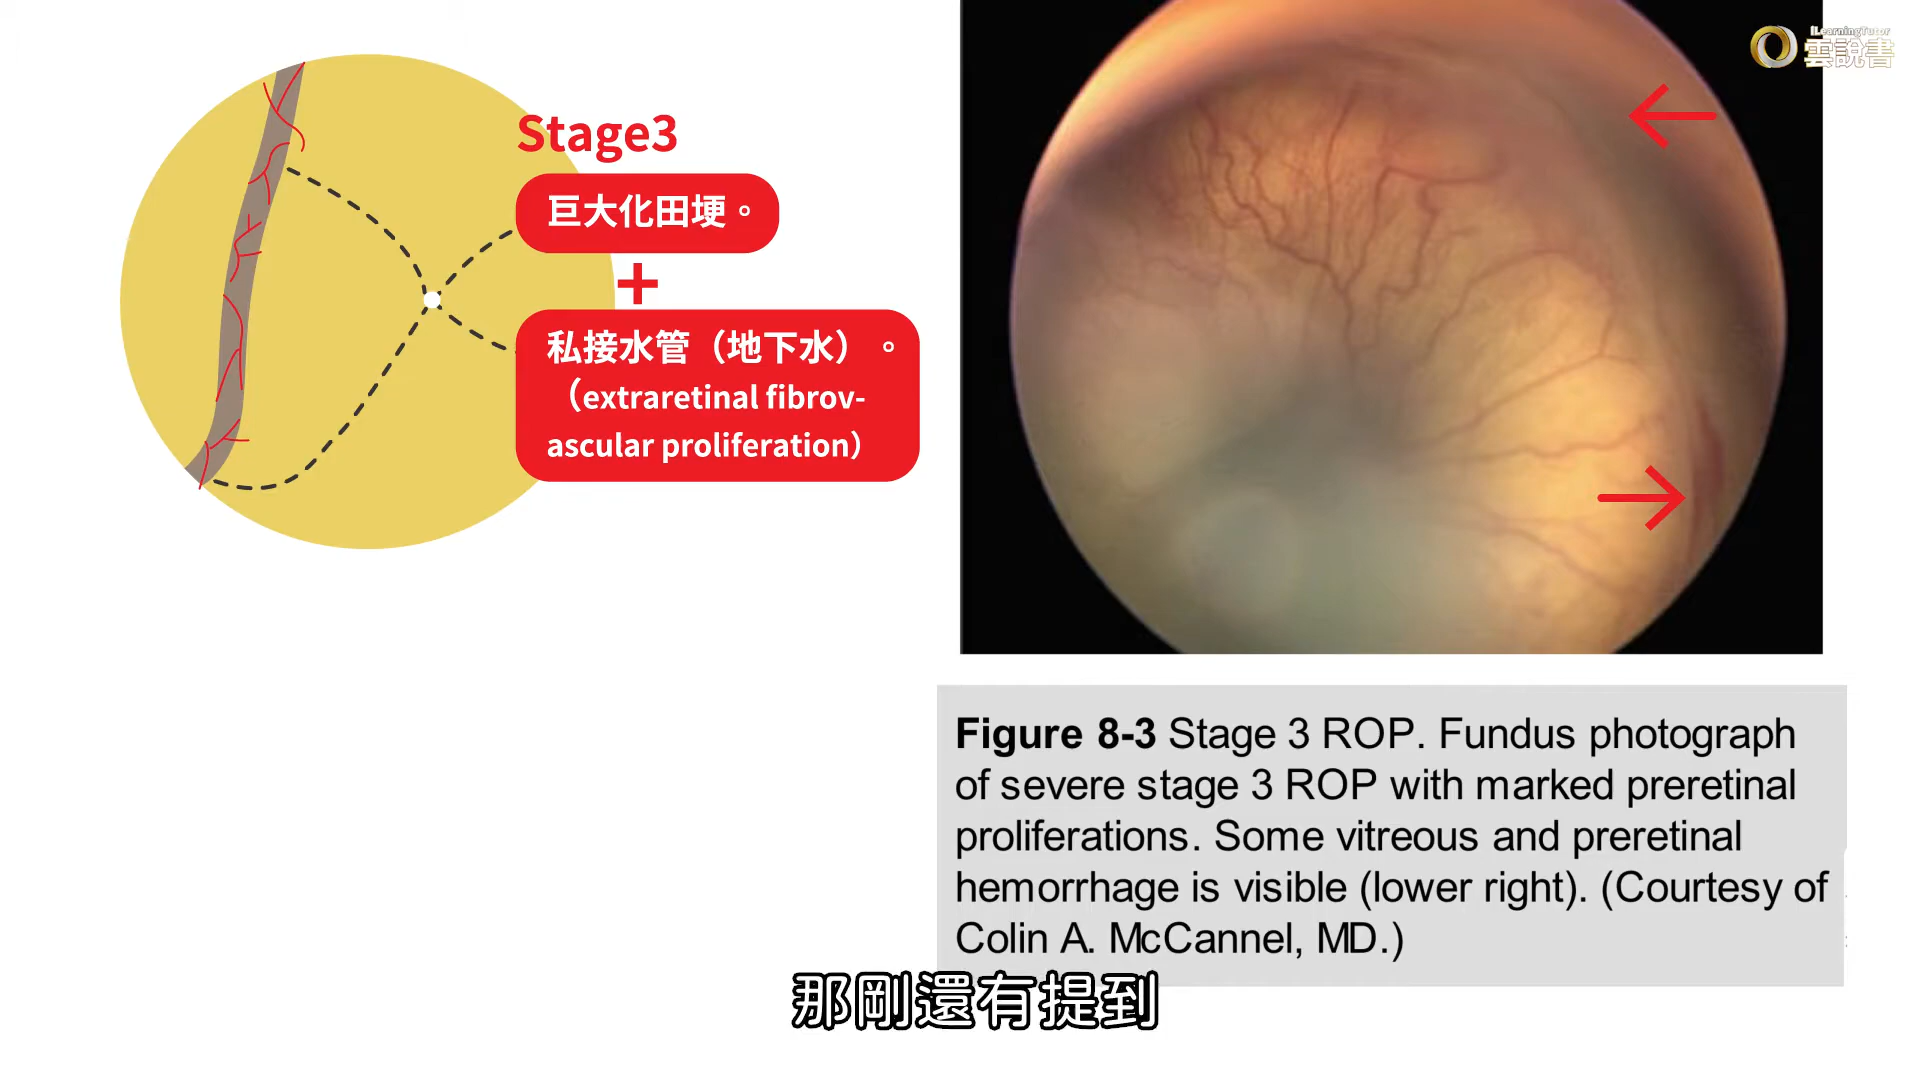 iLearningTutor
雲說書
Stage3
巨大化田埂。
+
私接水管（地下水）。
（extraretinal fibrov-
ascular proliferation）
Figure 8-3 Stage 3 ROP. Fundus photograph
of severe stage 3 ROP with marked preretinal
proliferations. Some vitreous and preretinal
hemorrhage is visible (lower right). (Courtesy of
Colin A. McCannel, MD.)
那剛還有提到